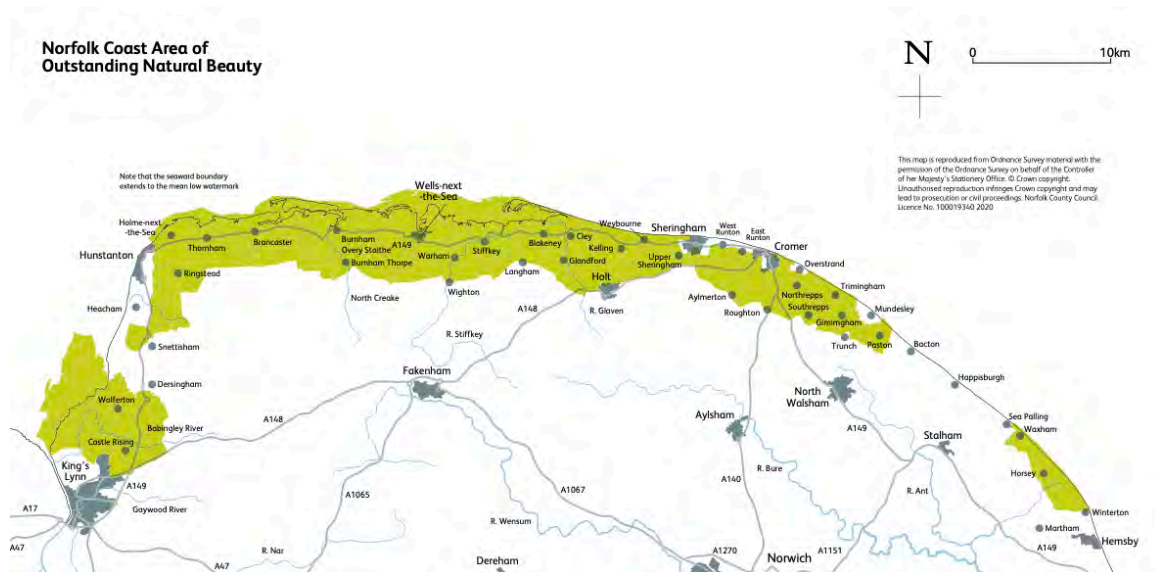 Norfolk Coast Area of
Outstanding Natural Beauty
N
0
10km
This map is reproduced from Ordnance Survey material with the
permission of the Ordnance Survey on behalf of the Controller
of her Majesty's Stationery Office. © Crown copyright.
Unauthorised reproduction infringes Crown copyright and may
lead to prosecution or civil proceedings. Norfolk County Council
Licence No. 100019340 2020
Note that the seaward boundary
extends to the mean low watermark
Wells-next
-the-Sea
Holme-next
-the-Sea
Thornham
Brancaster
Burnham
Overy Staithe
A149
Burnham Thorpe
Warham
Stiffkey
Blakeney
Cley
Kelling
Weybourne
Sheringham
West
Runton
East
Runton
Cromer
Overstrand
Hunstanton
Ringstead
Langham
Glandford
Holt
Upper
Sheringham
Heacham
North Creake
Wighton
A148
R. Glaven
Aylmerton
Roughton
Northrepps
Southrepps
Gimingham
Trimingham
Mundesley
Trunch
Paston
Bacton
Snettisham
R. Stiffkey
Dersingham
Fakenham
Happisburgh
Wolferton
North
Walsham
A148
Babingley River
Castle Rising
Aylsham
A149
Sea Palling
Waxham
Stalham
King's
Lynn
A149
A1065
A1067
R. Bure
A140
R. Ant
Horsey
A17
Gaywood River
R. Wensum
Winterton
Martham
Hemsby
A47
R. Nar
A47
Dereham
A1270
Norwich
A1151
A149